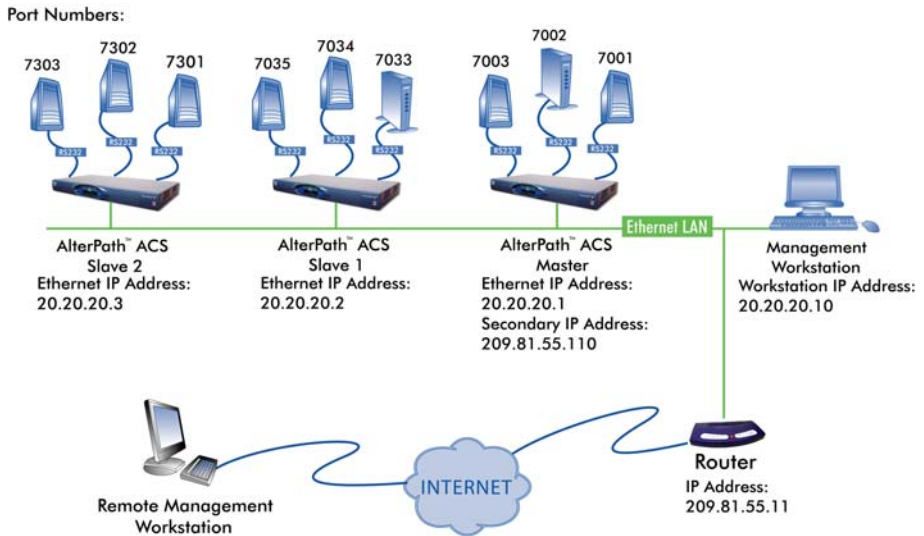 Port Numbers:
7303
7302
7301
7035
7034
7033
7003
7002
7001
RS232
RS232
RS232
RS232
RS232
RS232
RS232
RS232
RS232
Ethernet LAN
AlterPath™ ACS
Slave 2
Ethernet IP Address:
20.20.20.3
AlterPath™ ACS
Slave 1
Ethernet IP Address:
20.20.20.2
AlterPath™ ACS
Master
Ethernet IP Address:
20.20.20.1
Secondary IP Address:
209.81.55.110
Management
Workstation
Workstation IP Address:
20.20.20.10
Remote Management
Workstation
INTERNET
Router
IP Address:
209.81.55.11